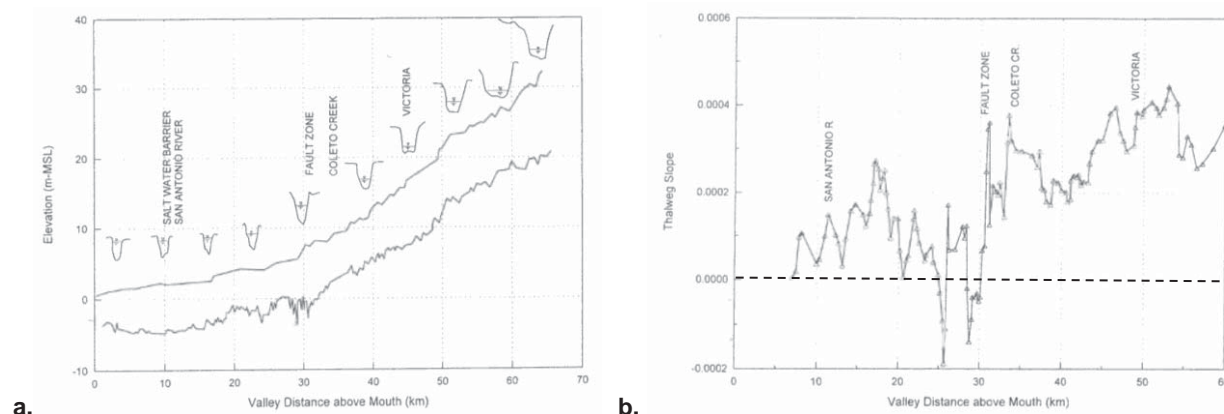 40
30
20
10
0
-10
Elevation (m-MSL)
SALT WATER BARRIER
SAN ANTONIO RIVER
FAULT ZONE
COLETO CREEK
VICTORIA
0 10 20 30 40 50 60 70
Valley Distance above Mouth (km)
a.
0.0006
0.0004
0.0002
0.0000
-0.0002
Thalweg Slope
SAN ANTONIO R
FAULT ZONE
COLETO CR.
VICTORIA
0 10 20 30 40 50 60
Valley Distance above Mouth (km)
b.